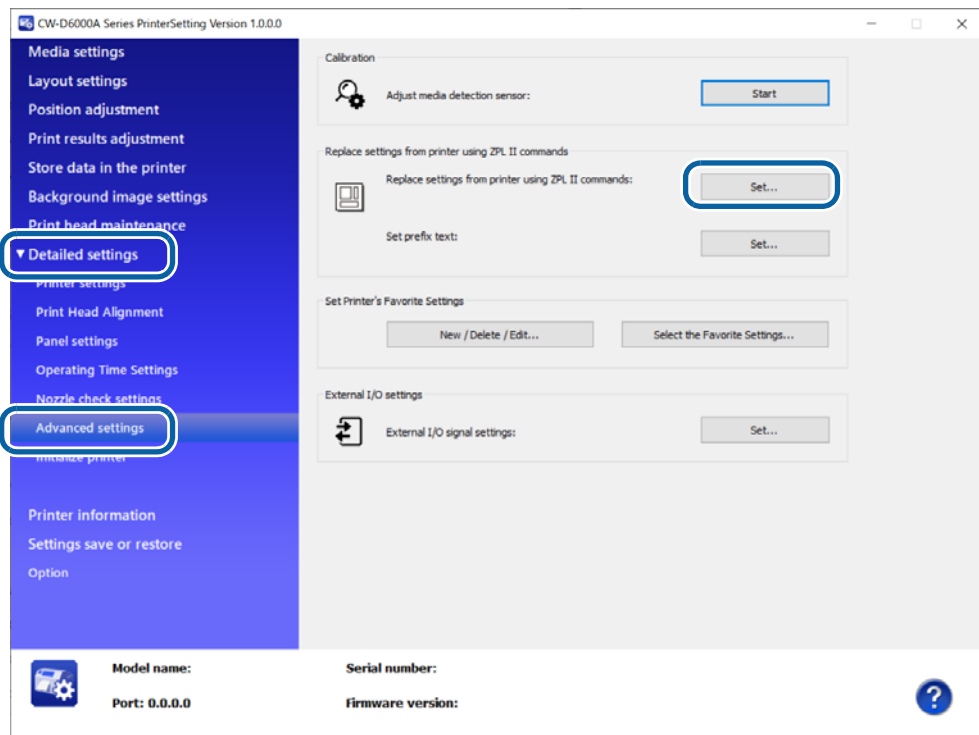 CW-D6000A Series PrinterSetting Version 1.0.0.0
Media settings
Layout settings
Position adjustment
Print results adjustment
Store data in the printer
Background image settings
Print head maintenance
Detailed settings
Printer settings
Print Head Alignment
Panel settings
Operating Time Settings
Nozzle check settings
Advanced settings
Initialize printer
Printer information
Settings save or restore
Option
Calibration
Adjust media detection sensor:
Start
Replace settings from printer using ZPL II commands
Replace settings from printer using ZPL II commands:
Set...
Set prefix text:
Set...
Set Printer's Favorite Settings
New / Delete / Edit...
Select the Favorite Settings...
External I/O settings
External I/O signal settings:
Set...
Model name:
Serial number:
Port: 0.0.0.0
Firmware version:
?